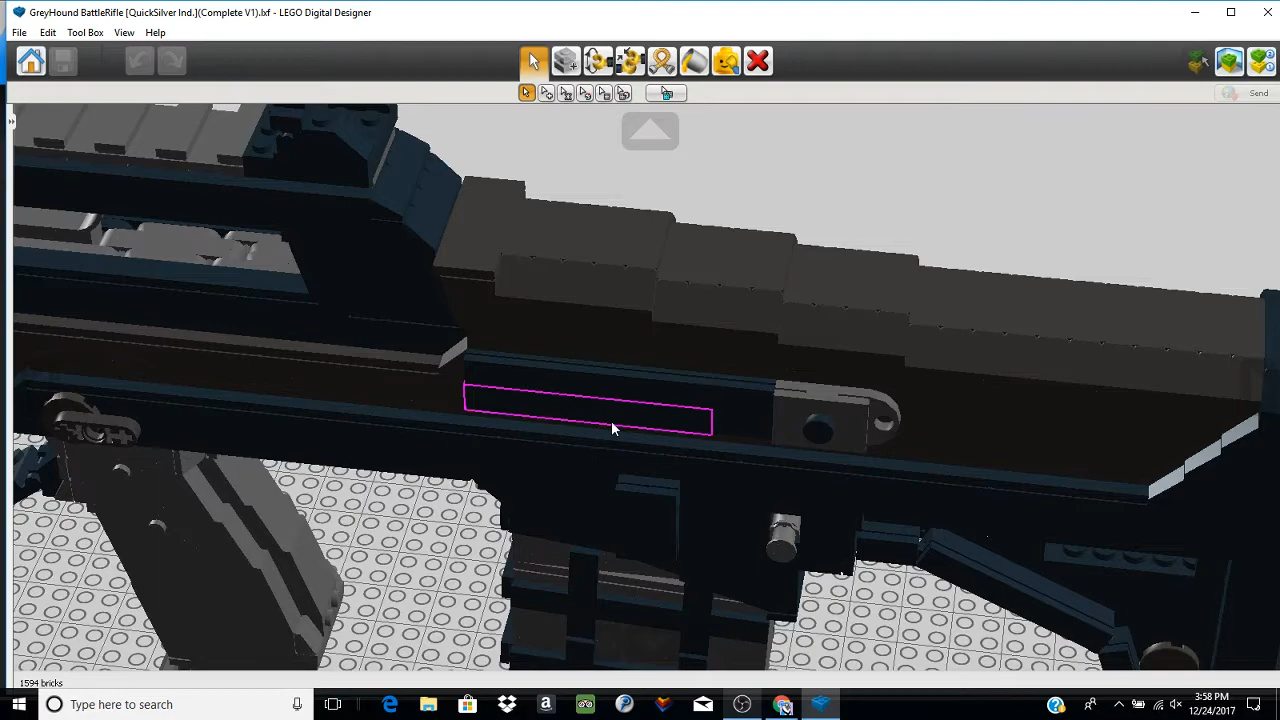 GreyHound BattleRifle [QuickSilver Ind.](Complete V1).lxf - LEGO Digital Designer
File Edit Tool Box View Help
Send
1594 bricks
Type here to search
3:58 PM
12/24/2017